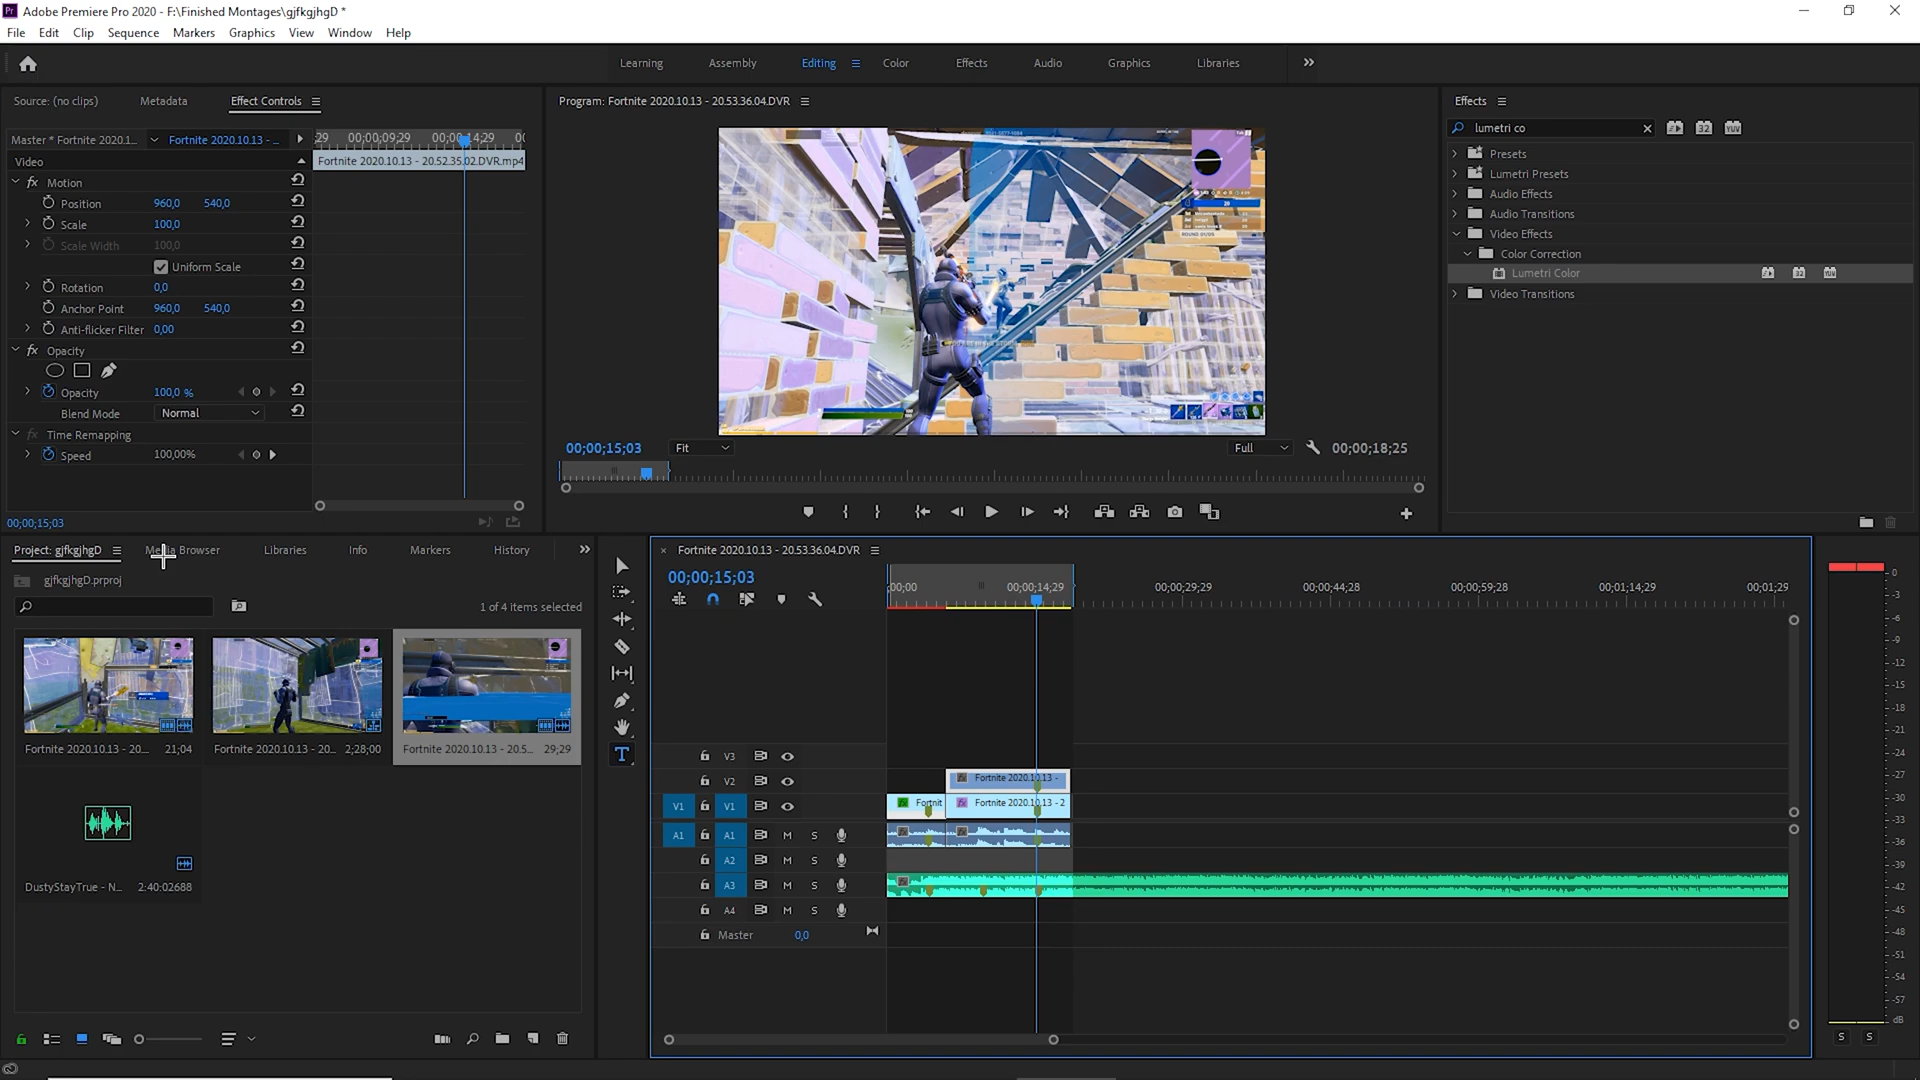 Adobe Premiere Pro 2020 - F:\Finished Montages\gjfkgjhgD *
File Edit Clip Sequence Markers Graphics View Window Help
Learning Assembly Editing Color Effects Audio Graphics Libraries
Source: (no clips) Metadata Effect Controls
Master * Fortnite 2020.1... Fortnite 2020.10.13 - ...
;29 00;00;09;29 00;00;14;29 00
Video
Fortnite 2020.10.13 - 20.52.35.02.DVR.mp4
fx Motion
Position 960,0 540,0
Scale 100,0
Scale Width 100,0
Uniform Scale
Rotation 0,0
Anchor Point 960,0 540,0
Anti-flicker Filter 0,00
fx Opacity
Opacity 100,0 %
Blend Mode Normal
fx Time Remapping
Speed 100,00%
00;00;15;03
Program: Fortnite 2020.10.13 - 20.53.36.04.DVR
00;00;15;03 Fit Full 00;00;18;25
Effects
lumetri co
Presets
Lumetri Presets
Audio Effects
Audio Transitions
Video Effects
Color Correction
Lumetri Color
Video Transitions
Project: gjfkgjhgD Media Browser Libraries Info Markers History
gjfkgjhgD.prproj
1 of 4 items selected
Fortnite 2020.10.13 - 20... 21;04
Fortnite 2020.10.13 - 20... 2;28;00
Fortnite 2020.10.13 - 20.5... 29;29
DustyStayTrue - N... 2:40:02688
Fortnite 2020.10.13 - 20.53.36.04.DVR
00;00;15;03
;00;00 00;00;14;29 00;00;29;29 00;00;44;28 00;00;59;28 00;01;14;29 00;01;29
V3
V2
Fortnite 2020.10.13 -
V1 V1
Fortnit
Fortnite 2020.10.13 - 2
A1 A1 M S
A2 M S
A3 M S
A4 M S
Master 0,0
0
-3
-6
-9
-12
-15
-18
-21
-24
-27
-30
-33
-36
-39
-42
-45
-48
-51
-54
-57
dB
S S